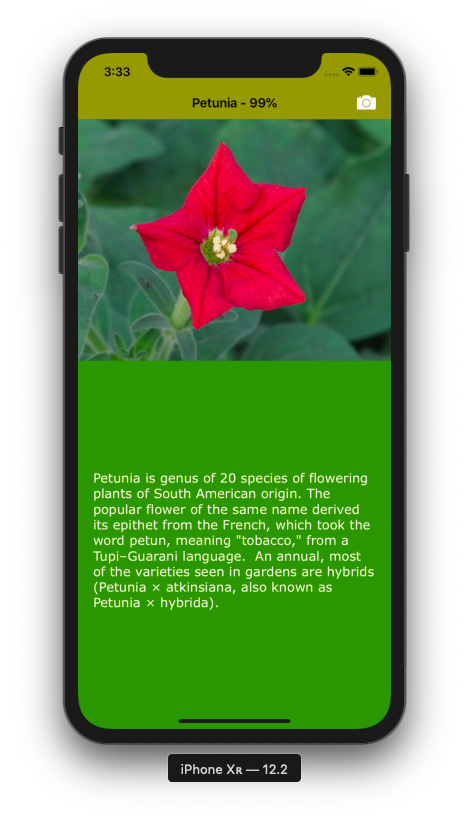 3:33
Petunia - 99%
Petunia is genus of 20 species of flowering
plants of South American origin. The
popular flower of the same name derived
its epithet from the French, which took the
word petun, meaning "tobacco," from a
Tupi–Guarani language.  An annual, most
of the varieties seen in gardens are hybrids
(Petunia × atkinsiana, also known as
Petunia × hybrida).
iPhone Xʀ — 12.2